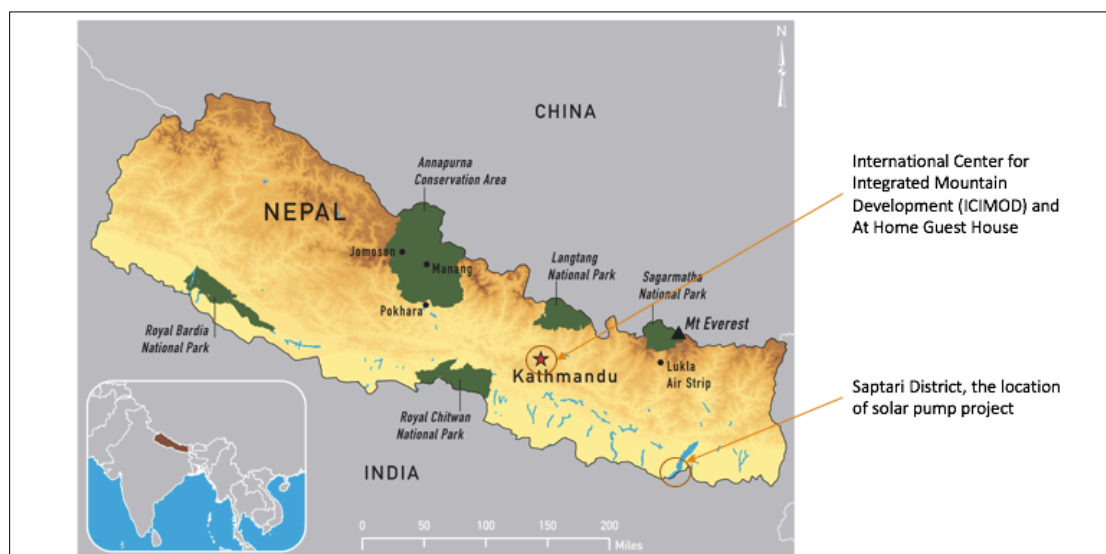 N
CHINA
Annapurna
Conservation Area
NEPAL
Jomosom
Manang
Langtang
National Park
Sagarmatha
National Park
Mt Everest
Pokhara
Royal Bardia
National Park
Kathmandu
Lukla
Air Strip
Royal Chitwan
National Park
INDIA
0
50
100
150
200
Miles
International Center for
Integrated Mountain
Development (ICIMOD) and
At Home Guest House
Saptari District, the location
of solar pump project